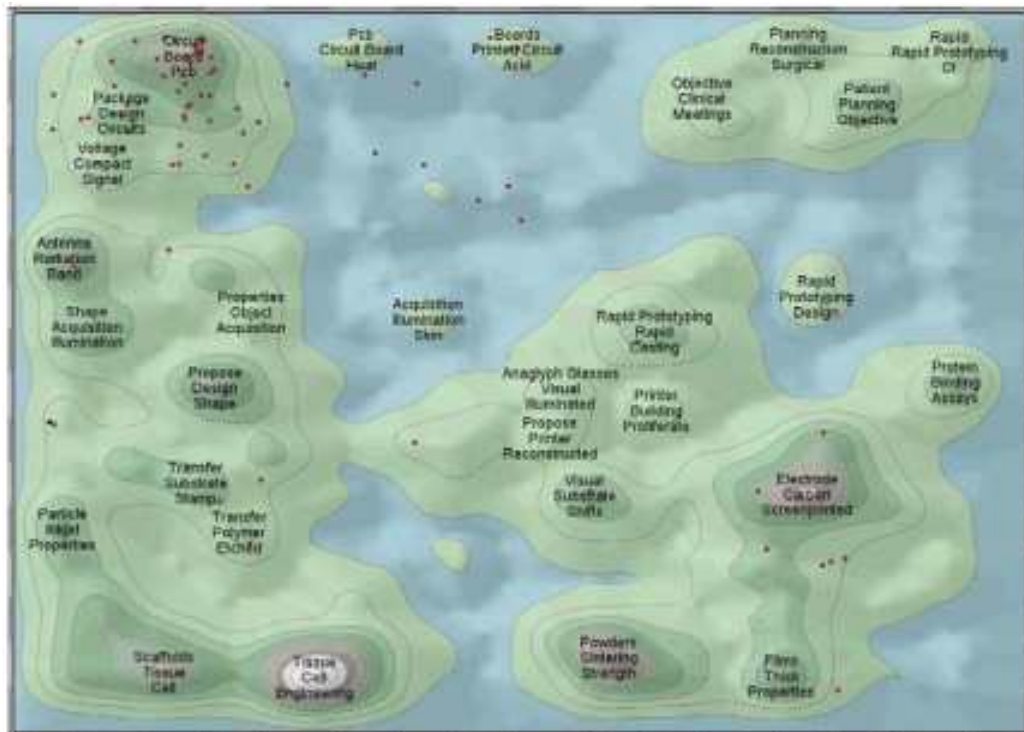 Circuit
Board
Pcb
Pcb
Circuit Board
Heat
Boards
Printed Circuit
Acid
Planning
Reconstruction
Surgical
Rapid
Rapid Prototyping
Ct
Package
Design
Circuits
Objective
Clinical
Meetings
Patient
Planning
Objective
Voltage
Compact
Signal
Antenna
Radiation
Band
Shape
Acquisition
Illumination
Properties
Object
Acquisition
Acquisition
Illumination
Skin
Rapid Prototyping
Rapid
Casting
Rapid
Prototyping
Design
Propose
Design
Shape
Anaglyph Glasses
Visual
Illuminated
Printer
Building
Proliferate
Protein
Binding
Assays
Propose
Printer
Reconstructed
Transfer
Substrate
Stamp
Visual
Substrate
Shifts
Electrode
Carbon
Screenprinted
Particle
Inkjet
Properties
Transfer
Polymer
Etched
Scaffolds
Tissue
Cell
Tissue
Cell
Engineering
Powders
Sintering
Strength
Films
Thick
Properties